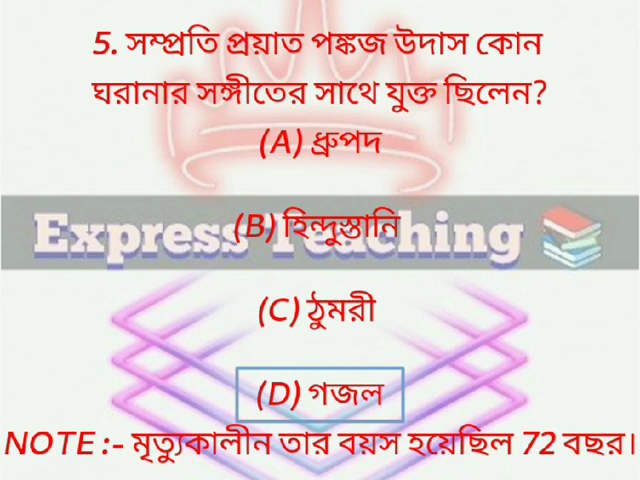 5. সম্প্রতি প্রয়াত পঙ্কজ উদাস কোন
ঘরানার সঙ্গীতের সাথে যুক্ত ছিলেন?
(A) ধ্রুপদ
(B) হিন্দুস্তানি
Express Teaching
(C) ঠুমরী
(D) গজল
NOTE :- মৃত্যুকালীন তার বয়স হয়েছিল 72 বছর।